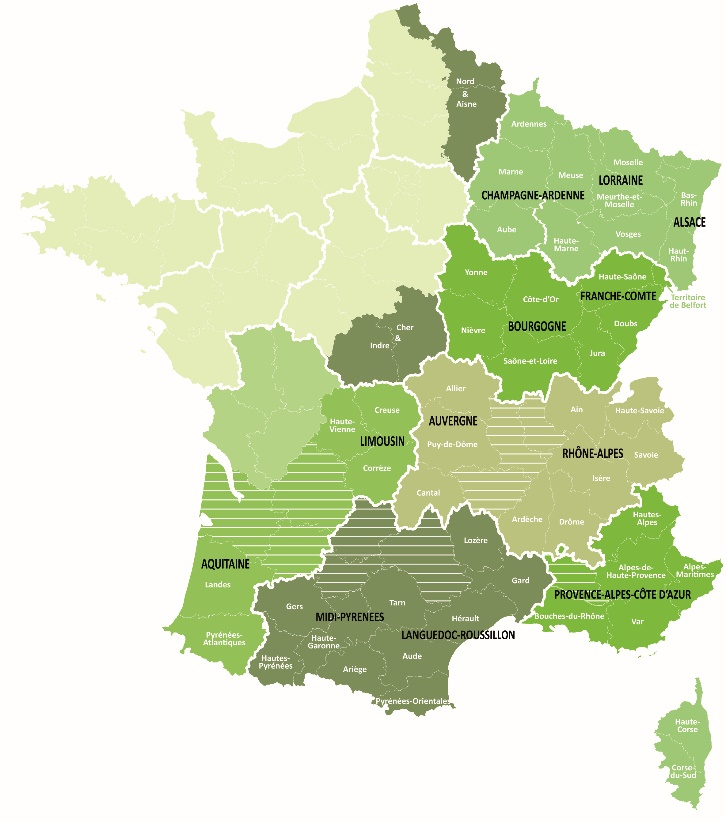 Nord
&
Aisne
Ardennes
Marne
Meuse
Moselle
LORRAINE
CHAMPAGNE-ARDENNE
Meurthe-et-
Moselle
Bas-
Rhin
ALSACE
Aube
Haute-
Marne
Vosges
Haut-
Rhin
Yonne
Haute-Saône
Côte-d'Or
FRANCHE-COMTE
Territoire
de Belfort
Nièvre
BOURGOGNE
Doubs
Saône-et-Loire
Jura
Cher
&
Indre
Allier
Ain
Haute-Savoie
Creuse
Haute-
Vienne
LIMOUSIN
AUVERGNE
Puy-de-Dôme
RHÔNE-ALPES
Savoie
Corrèze
Isère
Cantal
Ardèche
Drôme
Hautes-
Alpes
Lozère
AQUITAINE
Landes
Gard
Alpes-de-
Haute-Provence
Alpes-
Maritimes
PROVENCE-ALPES-CÔTE D'AZUR
Gers
Tarn
MIDI-PYRENEES
Hérault
Bouches-du-Rhône
Var
LANGUEDOC-ROUSSILLON
Pyrénées-
Atlantiques
Haute-
Garonne
Hautes-
Pyrénées
Ariège
Aude
Pyrénées-Orientales
Haute-
Corse
Corse-
du-Sud